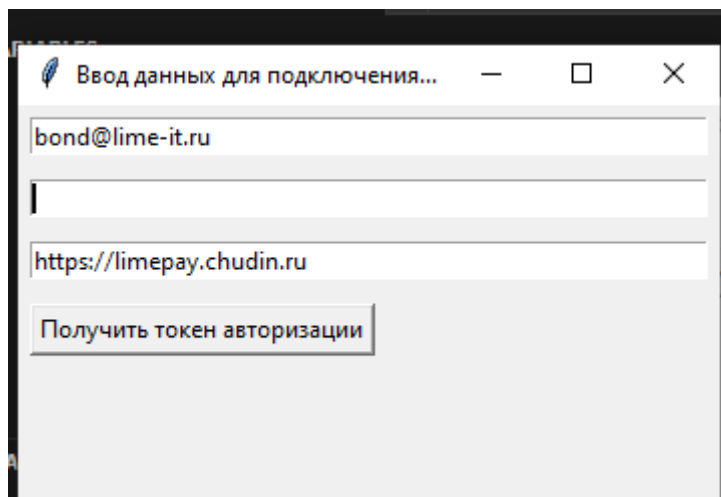 Ввод данных для подключения...
bond@lime-it.ru
https://limepay.chudin.ru
Получить токен авторизации